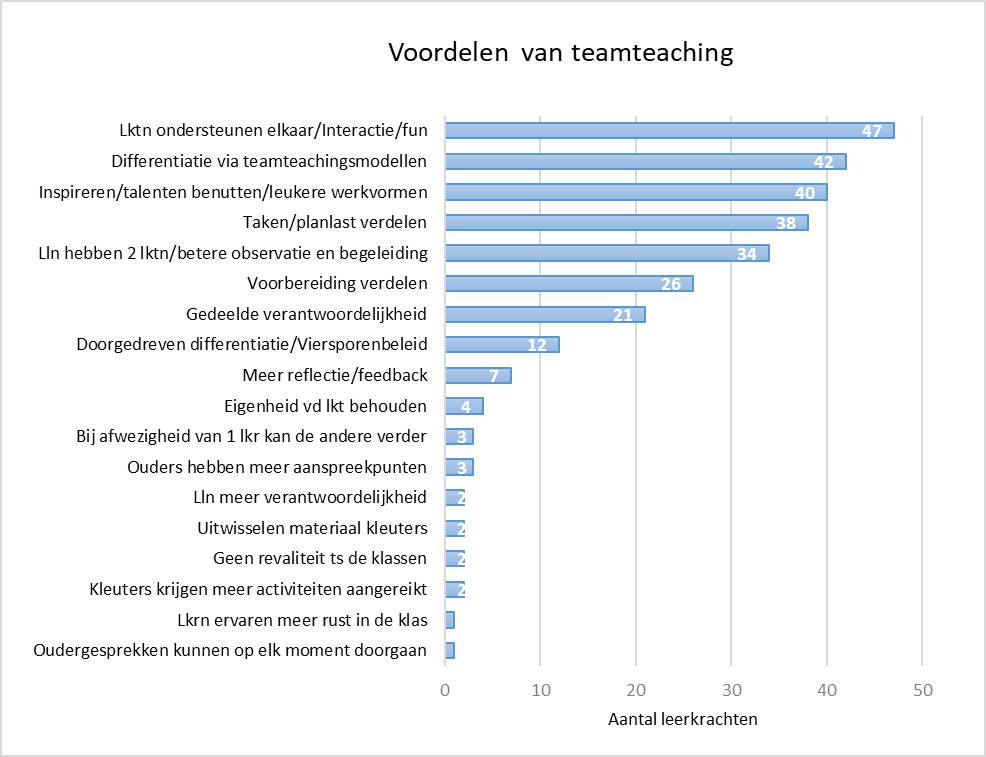 Voordelen van teamteaching
Lktn ondersteunen elkaar/Interactie/fun 47
Differentiatie via teamteachingsmodellen 42
Inspireren/talenten benutten/leukere werkvormen 40
Taken/planlast verdelen 38
Lln hebben 2 lktn/betere observatie en begeleiding 34
Voorbereiding verdelen 26
Gedeelde verantwoordelijkheid 21
Doorgedreven differentiatie/Viersporenbeleid 12
Meer reflectie/feedback 7
Eigenheid vd lkt behouden 4
Bij afwezigheid van 1 lkr kan de andere verder 3
Ouders hebben meer aanspreekpunten 3
Lln meer verantwoordelijkheid 2
Uitwisselen materiaal kleuters 2
Geen revaliteit ts de klassen 2
Kleuters krijgen meer activiteiten aangereikt 2
Lkrn ervaren meer rust in de klas
Oudergesprekken kunnen op elk moment doorgaan
0 10 20 30 40 50
Aantal leerkrachten